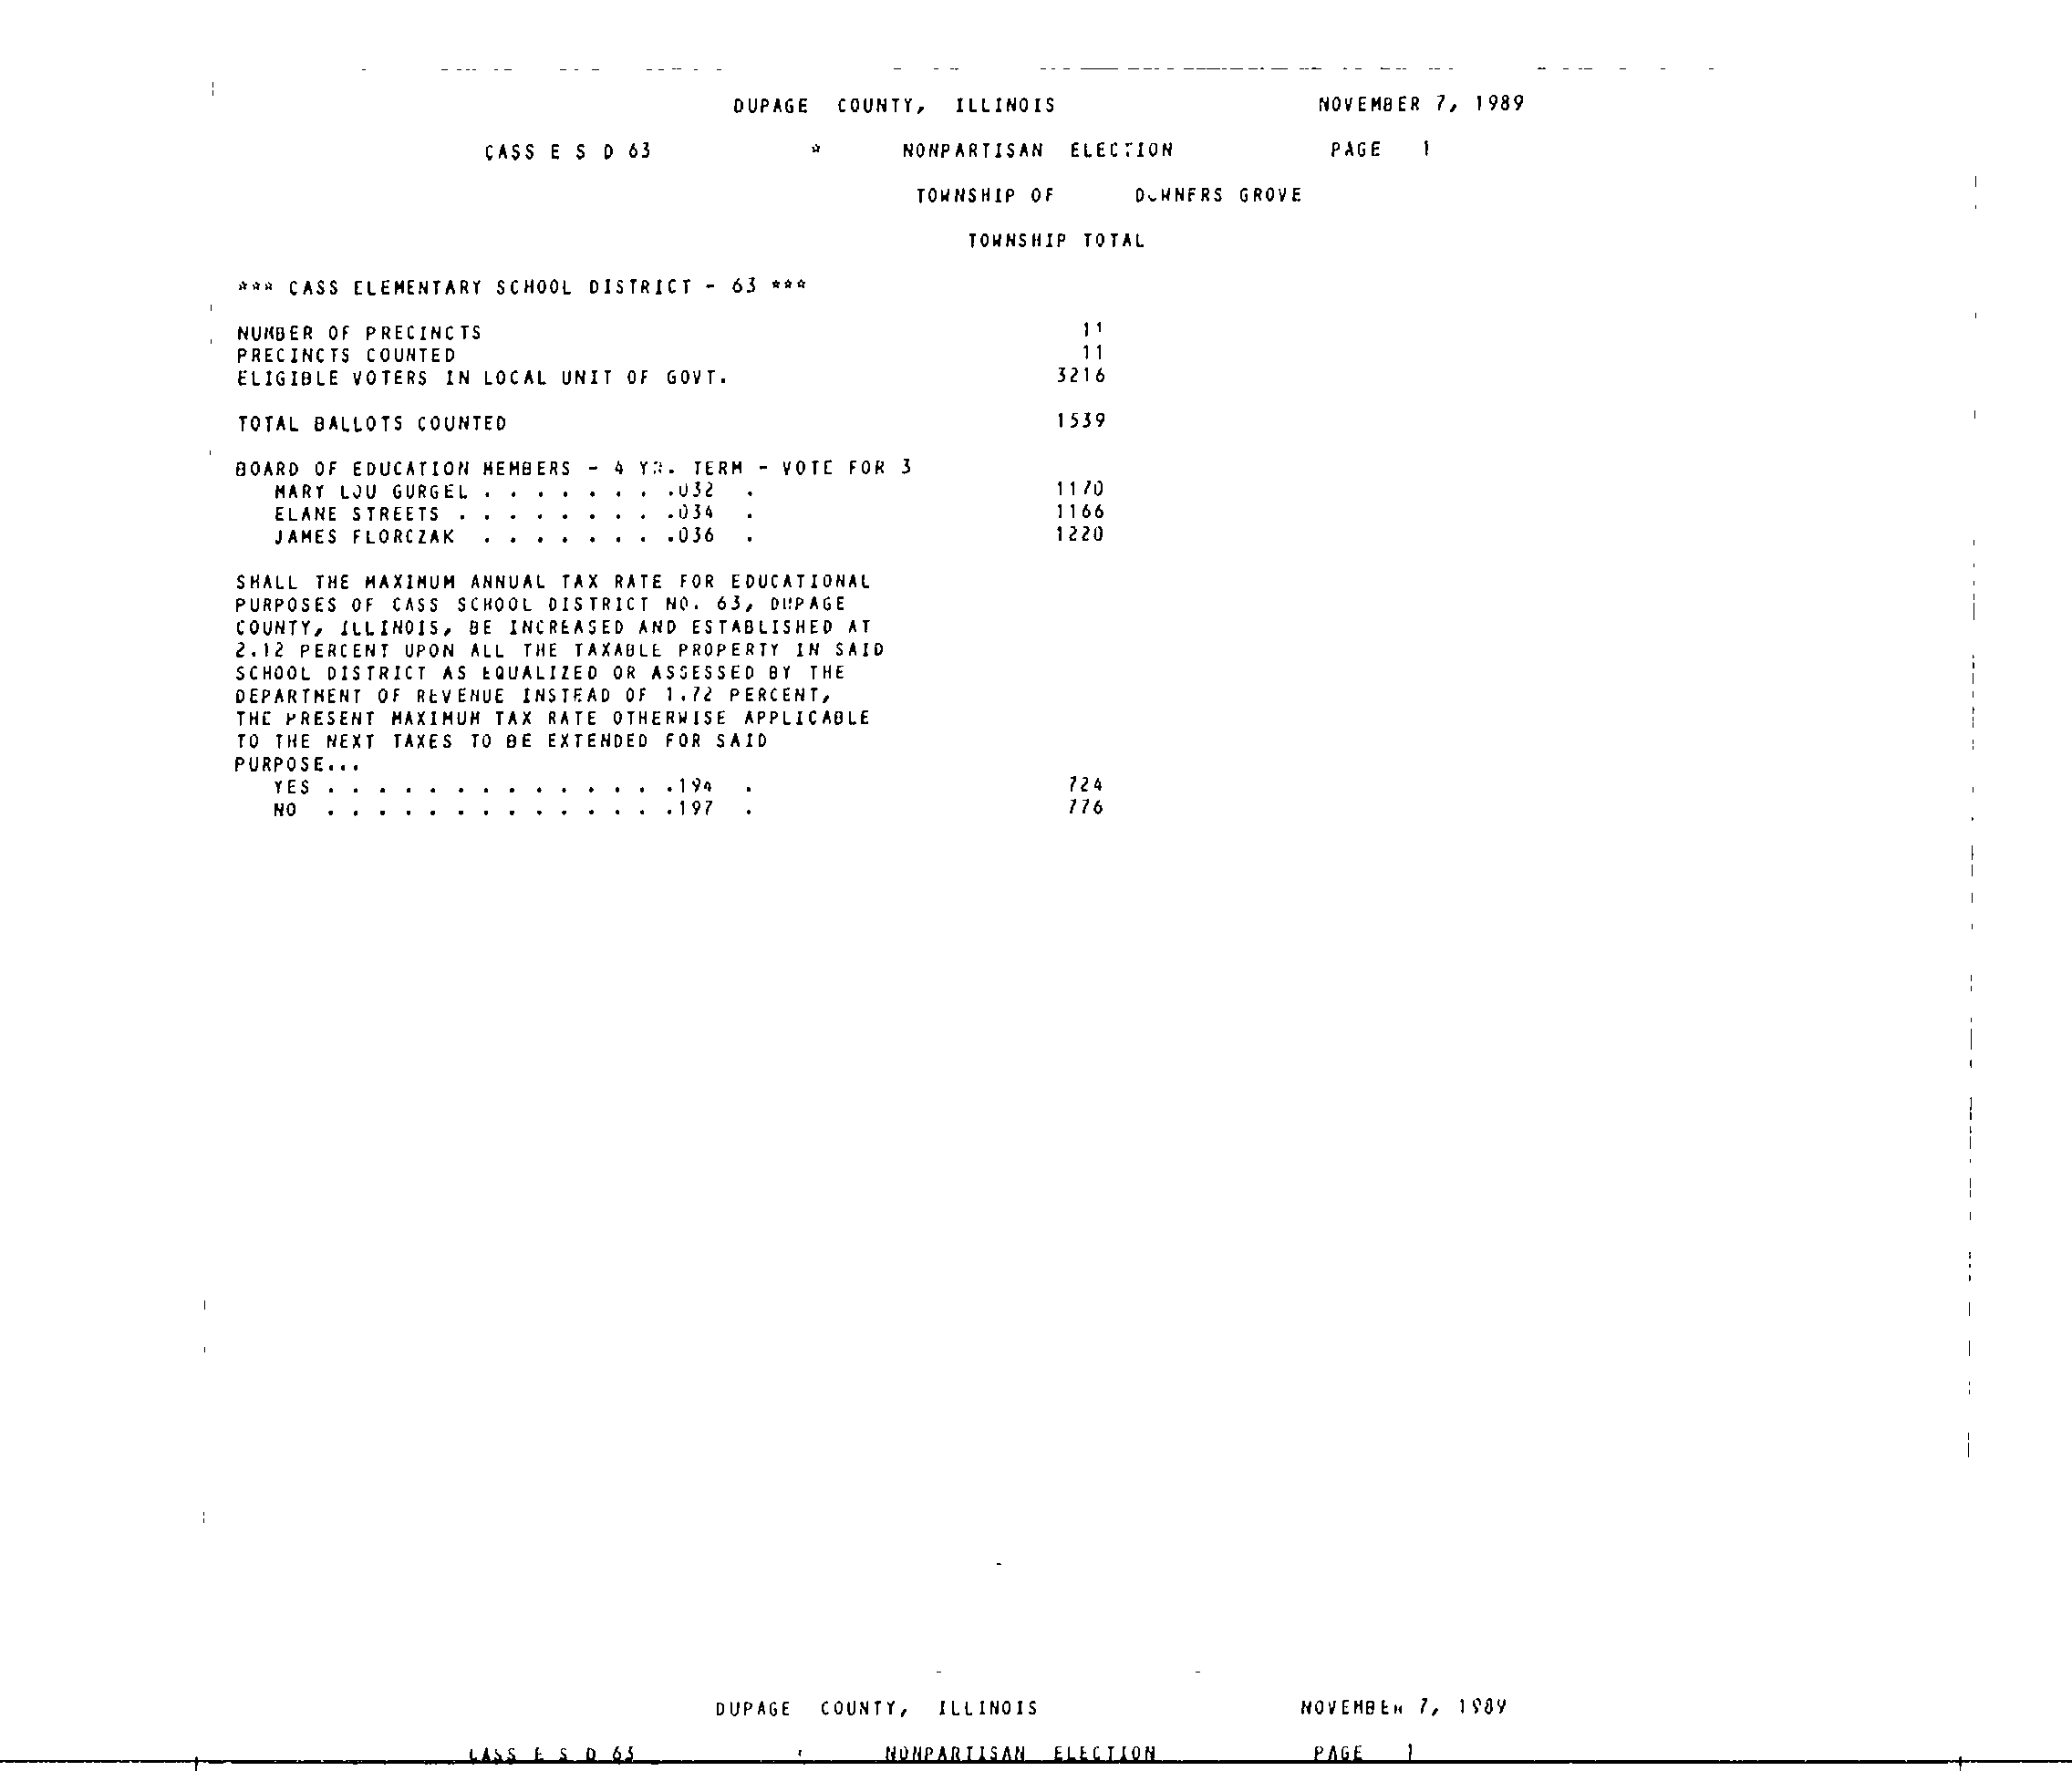 DUPAGE COUNTY, ILLINOIS NOVEMBER 7, 1989
CASS E S D 63 * NONPARTISAN ELECTION PAGE 1
TOWNSHIP OF DOWNERS GROVE
TOWNSHIP TOTAL
*** CASS ELEMENTARY SCHOOL DISTRICT - 63 ***
NUMBER OF PRECINCTS 11
PRECINCTS COUNTED 11
ELIGIBLE VOTERS IN LOCAL UNIT OF GOVT. 3216
TOTAL BALLOTS COUNTED 1539
BOARD OF EDUCATION MEMBERS - 4 YR. TERM - VOTE FOR 3
MARY LOU GURGEL . . . . . . . .032 . 1170
ELANE STREETS . . . . . . . . .034 . 1166
JAMES FLORCZAK . . . . . . . .036 . 1220
SHALL THE MAXIMUM ANNUAL TAX RATE FOR EDUCATIONAL
PURPOSES OF CASS SCHOOL DISTRICT NO. 63, DUPAGE
COUNTY, ILLINOIS, BE INCREASED AND ESTABLISHED AT
2.12 PERCENT UPON ALL THE TAXABLE PROPERTY IN SAID
SCHOOL DISTRICT AS EQUALIZED OR ASSESSED BY THE
DEPARTMENT OF REVENUE INSTEAD OF 1.72 PERCENT,
THE PRESENT MAXIMUM TAX RATE OTHERWISE APPLICABLE
TO THE NEXT TAXES TO BE EXTENDED FOR SAID
PURPOSE...
YES . . . . . . . . . . . . . .194 . 724
NO . . . . . . . . . . . . . .197 . 776
DUPAGE COUNTY, ILLINOIS NOVEMBER 7, 1989
CASS E S D 63 NONPARTISAN ELECTION PAGE 1